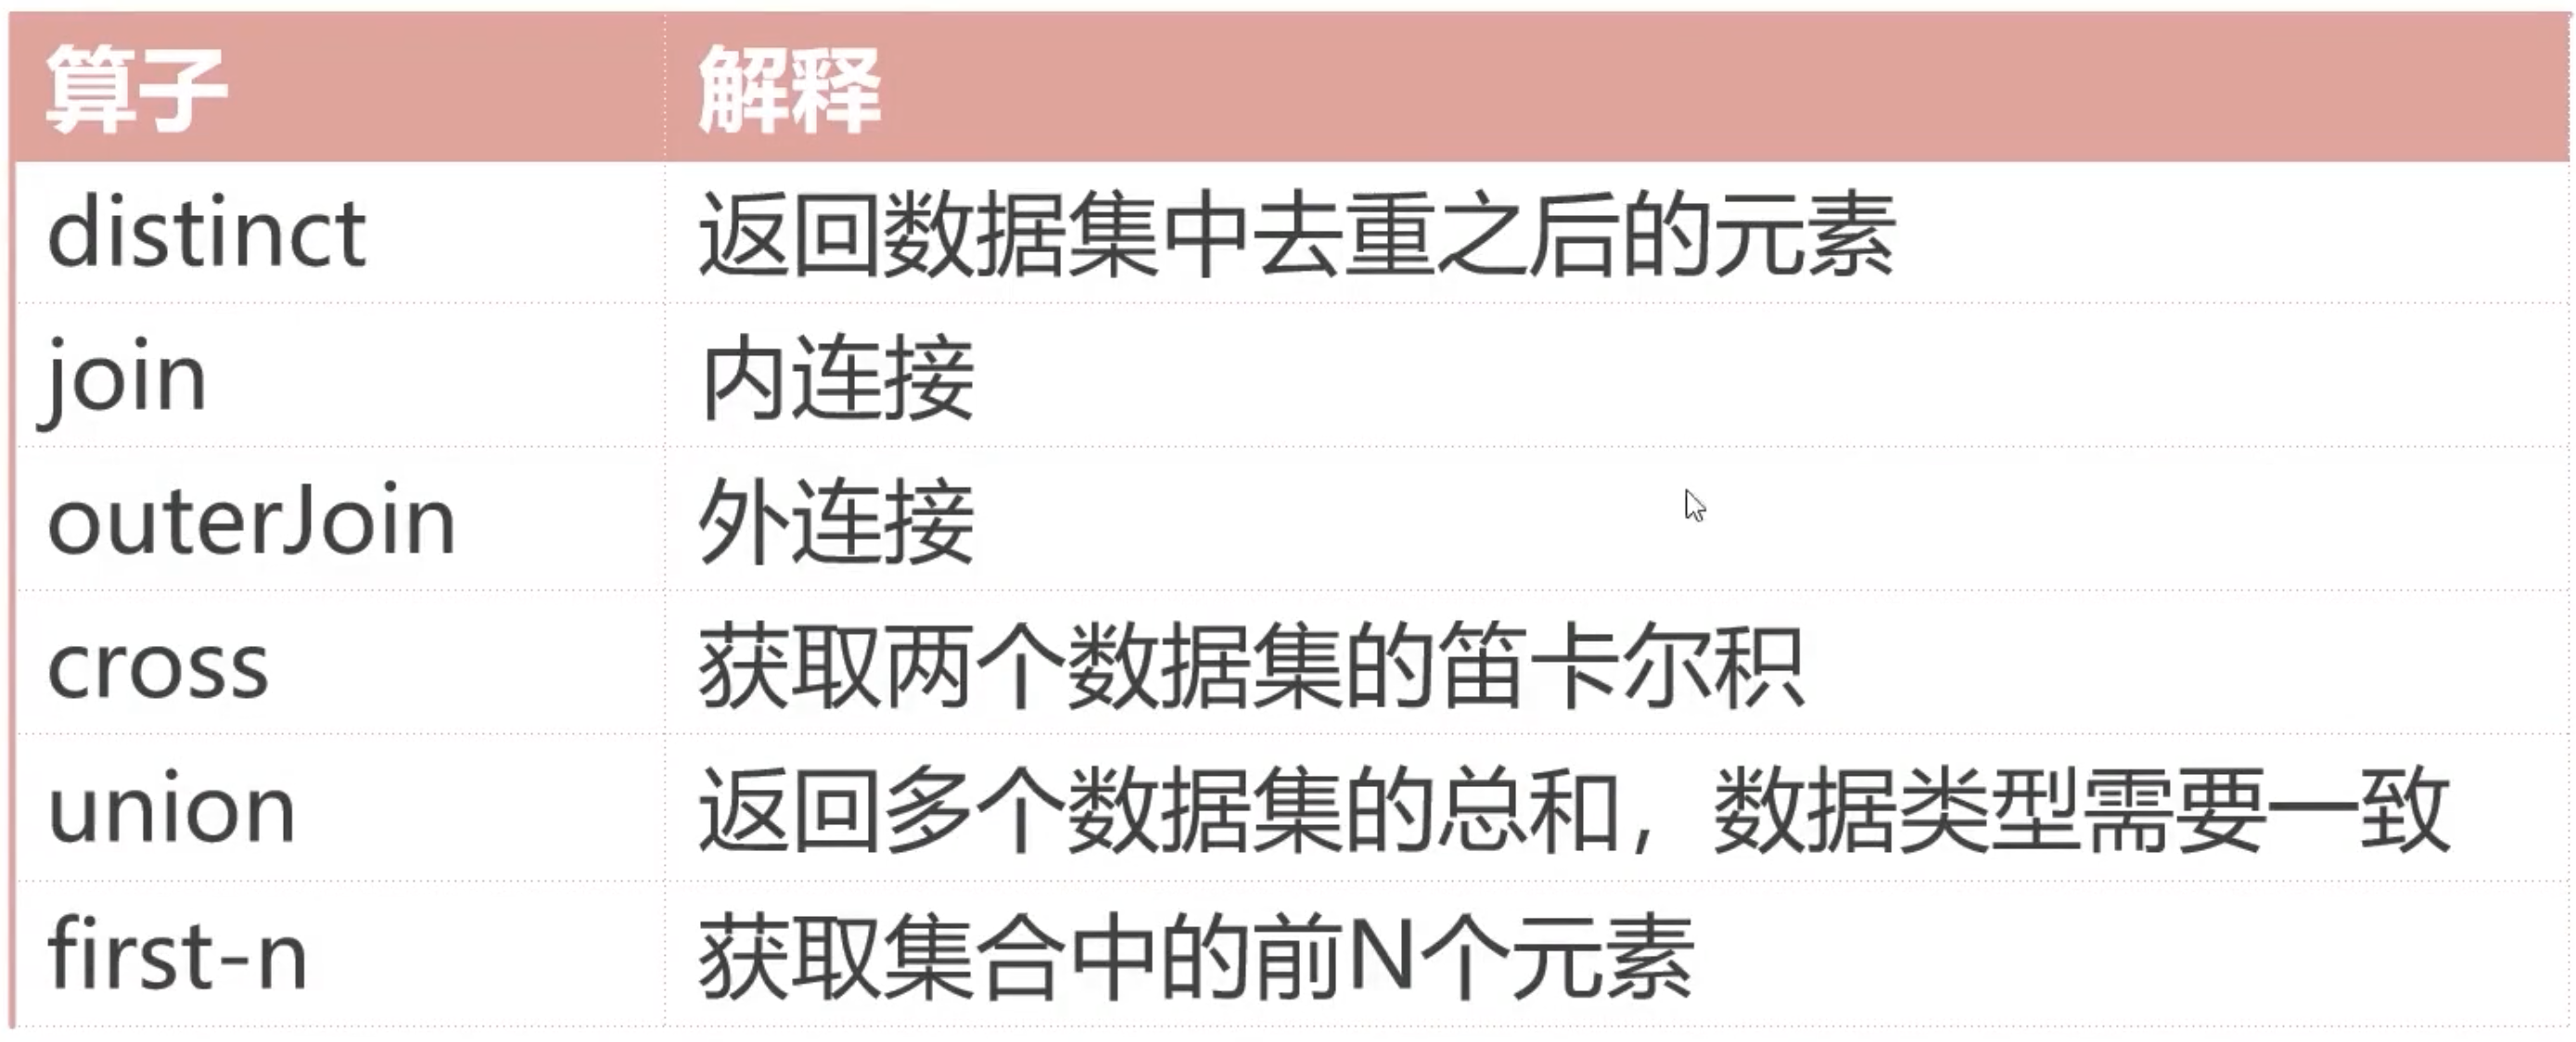 算子 解释
distinct 返回数据集中去重之后的元素
join 内连接
outerJoin 外连接
cross 获取两个数据集的笛卡尔积
union 返回多个数据集的总和，数据类型需要一致
first-n 获取集合中的前N个元素